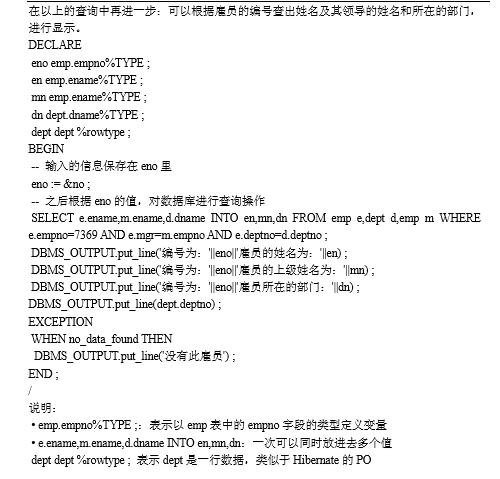 在以上的查询中再进一步：可以根据雇员的编号查出姓名及其领导的姓名和所在的部门，
进行显示。
DECLARE
eno emp.empno%TYPE ;
en emp.ename%TYPE ;
mn emp.ename%TYPE ;
dn dept.dname%TYPE ;
dept dept %rowtype ;
BEGIN
-- 输入的信息保存在 eno 里
eno := &no ;
-- 之后根据 eno 的值，对数据库进行查询操作
SELECT e.ename,m.ename,d.dname INTO en,mn,dn FROM emp e,dept d,emp m WHERE
e.empno=7369 AND e.mgr=m.empno AND e.deptno=d.deptno ;
DBMS_OUTPUT.put_line('编号为：'||eno||'雇员的姓名为：'||en) ;
DBMS_OUTPUT.put_line('编号为：'||eno||'雇员的上级姓名为：'||mn) ;
DBMS_OUTPUT.put_line('编号为：'||eno||'雇员所在的部门：'||dn) ;
DBMS_OUTPUT.put_line(dept.deptno) ;
EXCEPTION
WHEN no_data_found THEN
DBMS_OUTPUT.put_line('没有此雇员') ;
END ;
/
说明：
• emp.empno%TYPE ;：表示以 emp 表中的 empno 字段的类型定义变量
• e.ename,m.ename,d.dname INTO en,mn,dn：一次可以同时放进去多个值
dept dept %rowtype ; 表示 dept 是一行数据，类似于 Hibernate 的 PO